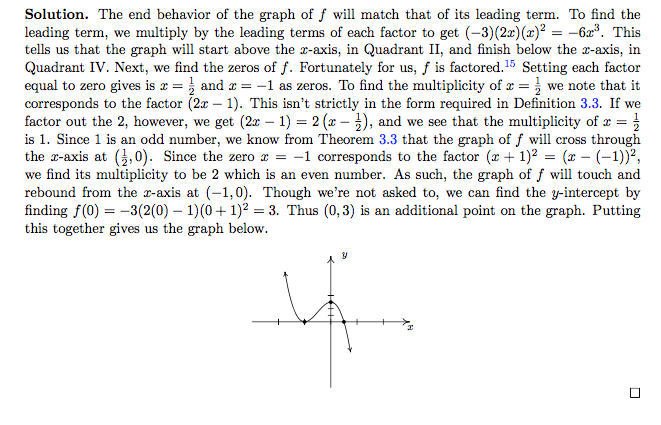 Solution. The end behavior of the graph of f will match that of its leading term. To find the
leading term, we multiply by the leading terms of each factor to get (−3)(2x)(x)² = −6x³. This
tells us that the graph will start above the x-axis, in Quadrant II, and finish below the x-axis, in
Quadrant IV. Next, we find the zeros of f. Fortunately for us, f is factored.¹⁵ Setting each factor
equal to zero gives is x = 1/2 and x = −1 as zeros. To find the multiplicity of x = 1/2 we note that it
corresponds to the factor (2x − 1). This isn't strictly in the form required in Definition 3.3. If we
factor out the 2, however, we get (2x − 1) = 2 (x − 1/2), and we see that the multiplicity of x = 1/2
is 1. Since 1 is an odd number, we know from Theorem 3.3 that the graph of f will cross through
the x-axis at (1/2, 0). Since the zero x = −1 corresponds to the factor (x + 1)² = (x − (−1))²,
we find its multiplicity to be 2 which is an even number. As such, the graph of f will touch and
rebound from the x-axis at (−1, 0). Though we're not asked to, we can find the y-intercept by
finding f(0) = −3(2(0) − 1)(0 + 1)² = 3. Thus (0, 3) is an additional point on the graph. Putting
this together gives us the graph below.
y
x